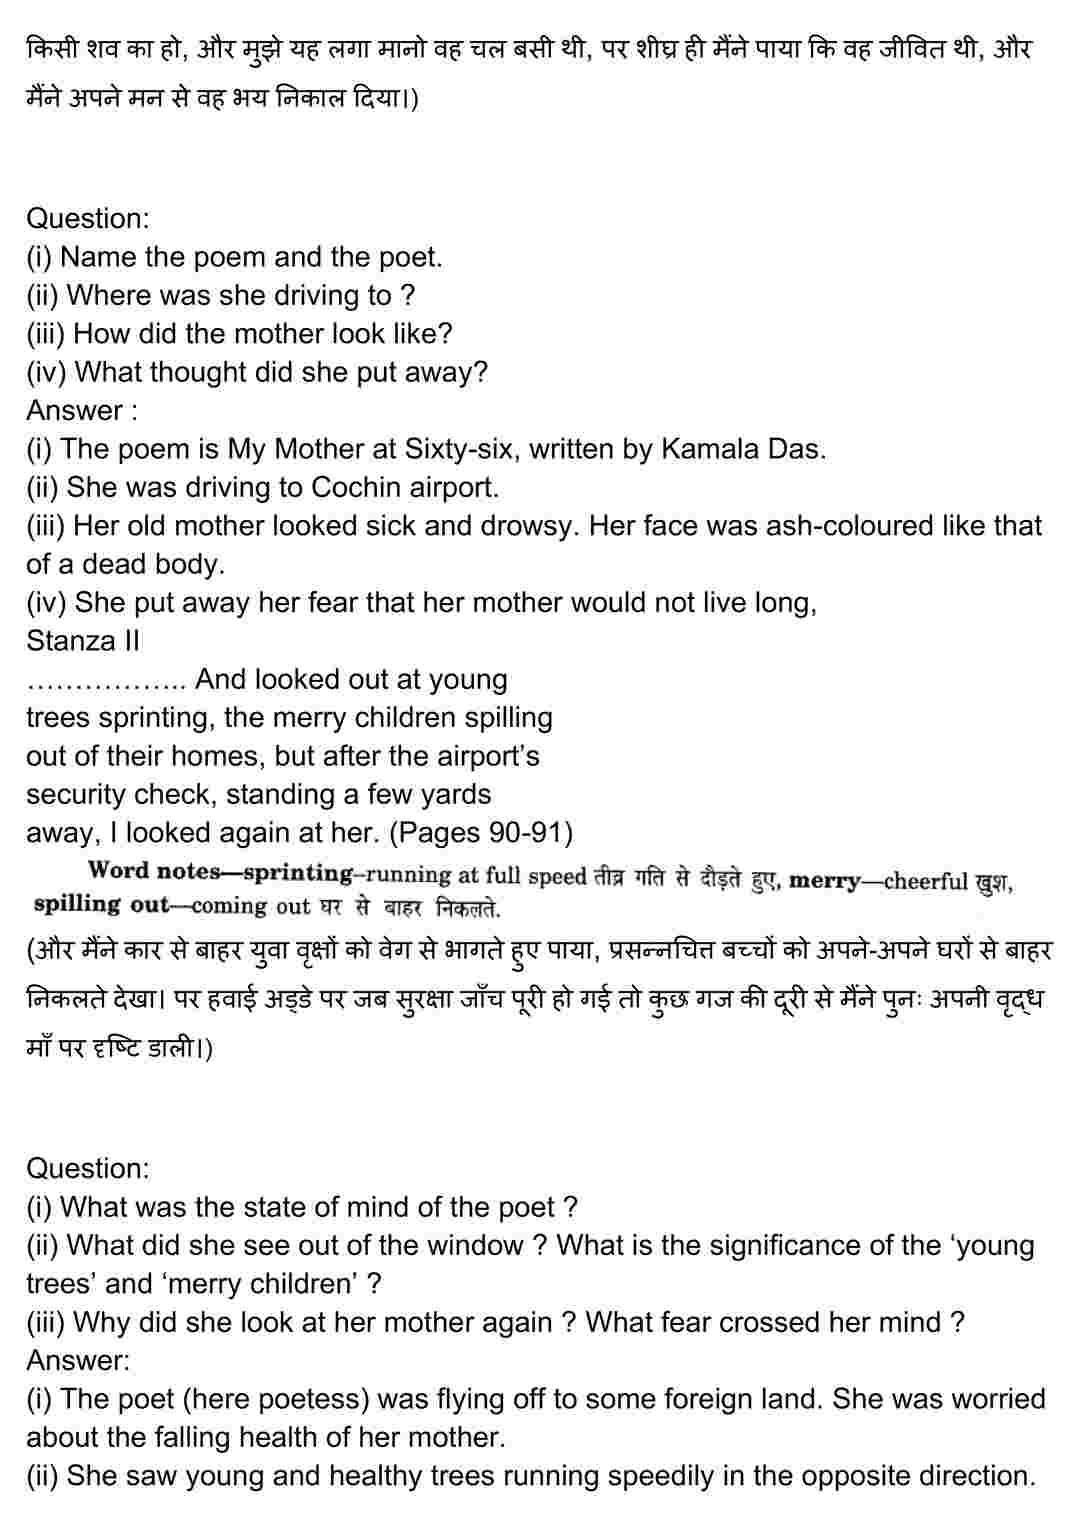 किसी शव का हो, और मुझे यह लगा मानो वह चल बसी थी, पर शीघ्र ही मैंने पाया कि वह जीवित थी, और
मैंने अपने मन से वह भय निकाल दिया।)
Question:
(i) Name the poem and the poet.
(ii) Where was she driving to ?
(iii) How did the mother look like?
(iv) What thought did she put away?
Answer :
(i) The poem is My Mother at Sixty-six, written by Kamala Das.
(ii) She was driving to Cochin airport.
(iii) Her old mother looked sick and drowsy. Her face was ash-coloured like that
of a dead body.
(iv) She put away her fear that her mother would not live long,
Stanza II
…………….. And looked out at young
trees sprinting, the merry children spilling
out of their homes, but after the airport’s
security check, standing a few yards
away, I looked again at her. (Pages 90-91)
Word notes—sprinting–running at full speed तीव्र गति से दौड़ते हुए, merry—cheerful खुश,
spilling out—coming out घर से बाहर निकलते.
(और मैंने कार से बाहर युवा वृक्षों को वेग से भागते हुए पाया, प्रसन्नचित्त बच्चों को अपने-अपने घरों से बाहर
निकलते देखा। पर हवाई अड्डे पर जब सुरक्षा जाँच पूरी हो गई तो कुछ गज की दूरी से मैंने पुनः अपनी वृद्ध
माँ पर दृष्टि डाली।)
Question:
(i) What was the state of mind of the poet ?
(ii) What did she see out of the window ? What is the significance of the ‘young
trees’ and ‘merry children’ ?
(iii) Why did she look at her mother again ? What fear crossed her mind ?
Answer:
(i) The poet (here poetess) was flying off to some foreign land. She was worried
about the falling health of her mother.
(ii) She saw young and healthy trees running speedily in the opposite direction.